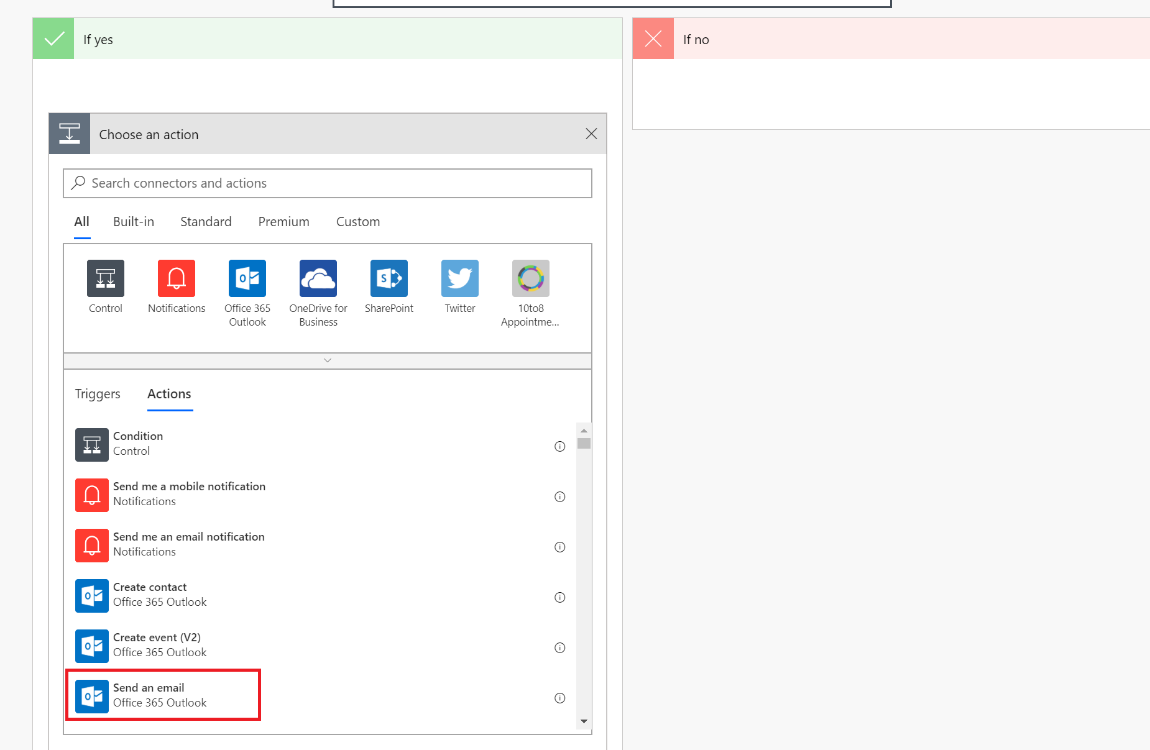 If yes
If no
Choose an action
Search connectors and actions
All Built-in Standard Premium Custom
Control Notifications Office 365 OneDrive for SharePoint Twitter 10to8
Outlook Business Appointme...
Triggers Actions
Condition
Control
Send me a mobile notification
Notifications
Send me an email notification
Notifications
Create contact
Office 365 Outlook
Create event (V2)
Office 365 Outlook
Send an email
Office 365 Outlook